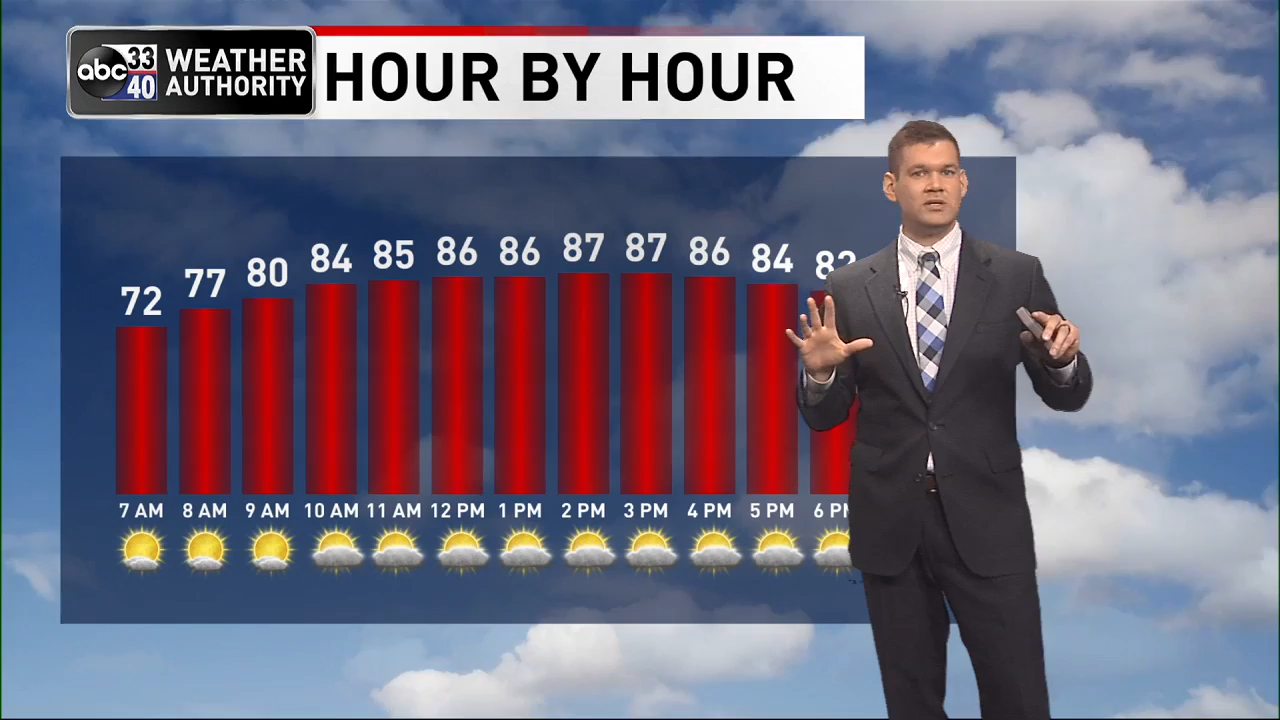 abc 33 40 WEATHER AUTHORITY
HOUR BY HOUR
72 77 80 84 85 86 86 87 87 86 84
7 AM 8 AM 9 AM 10 AM 11 AM 12 PM 1 PM 2 PM 3 PM 4 PM 5 PM 6 PM